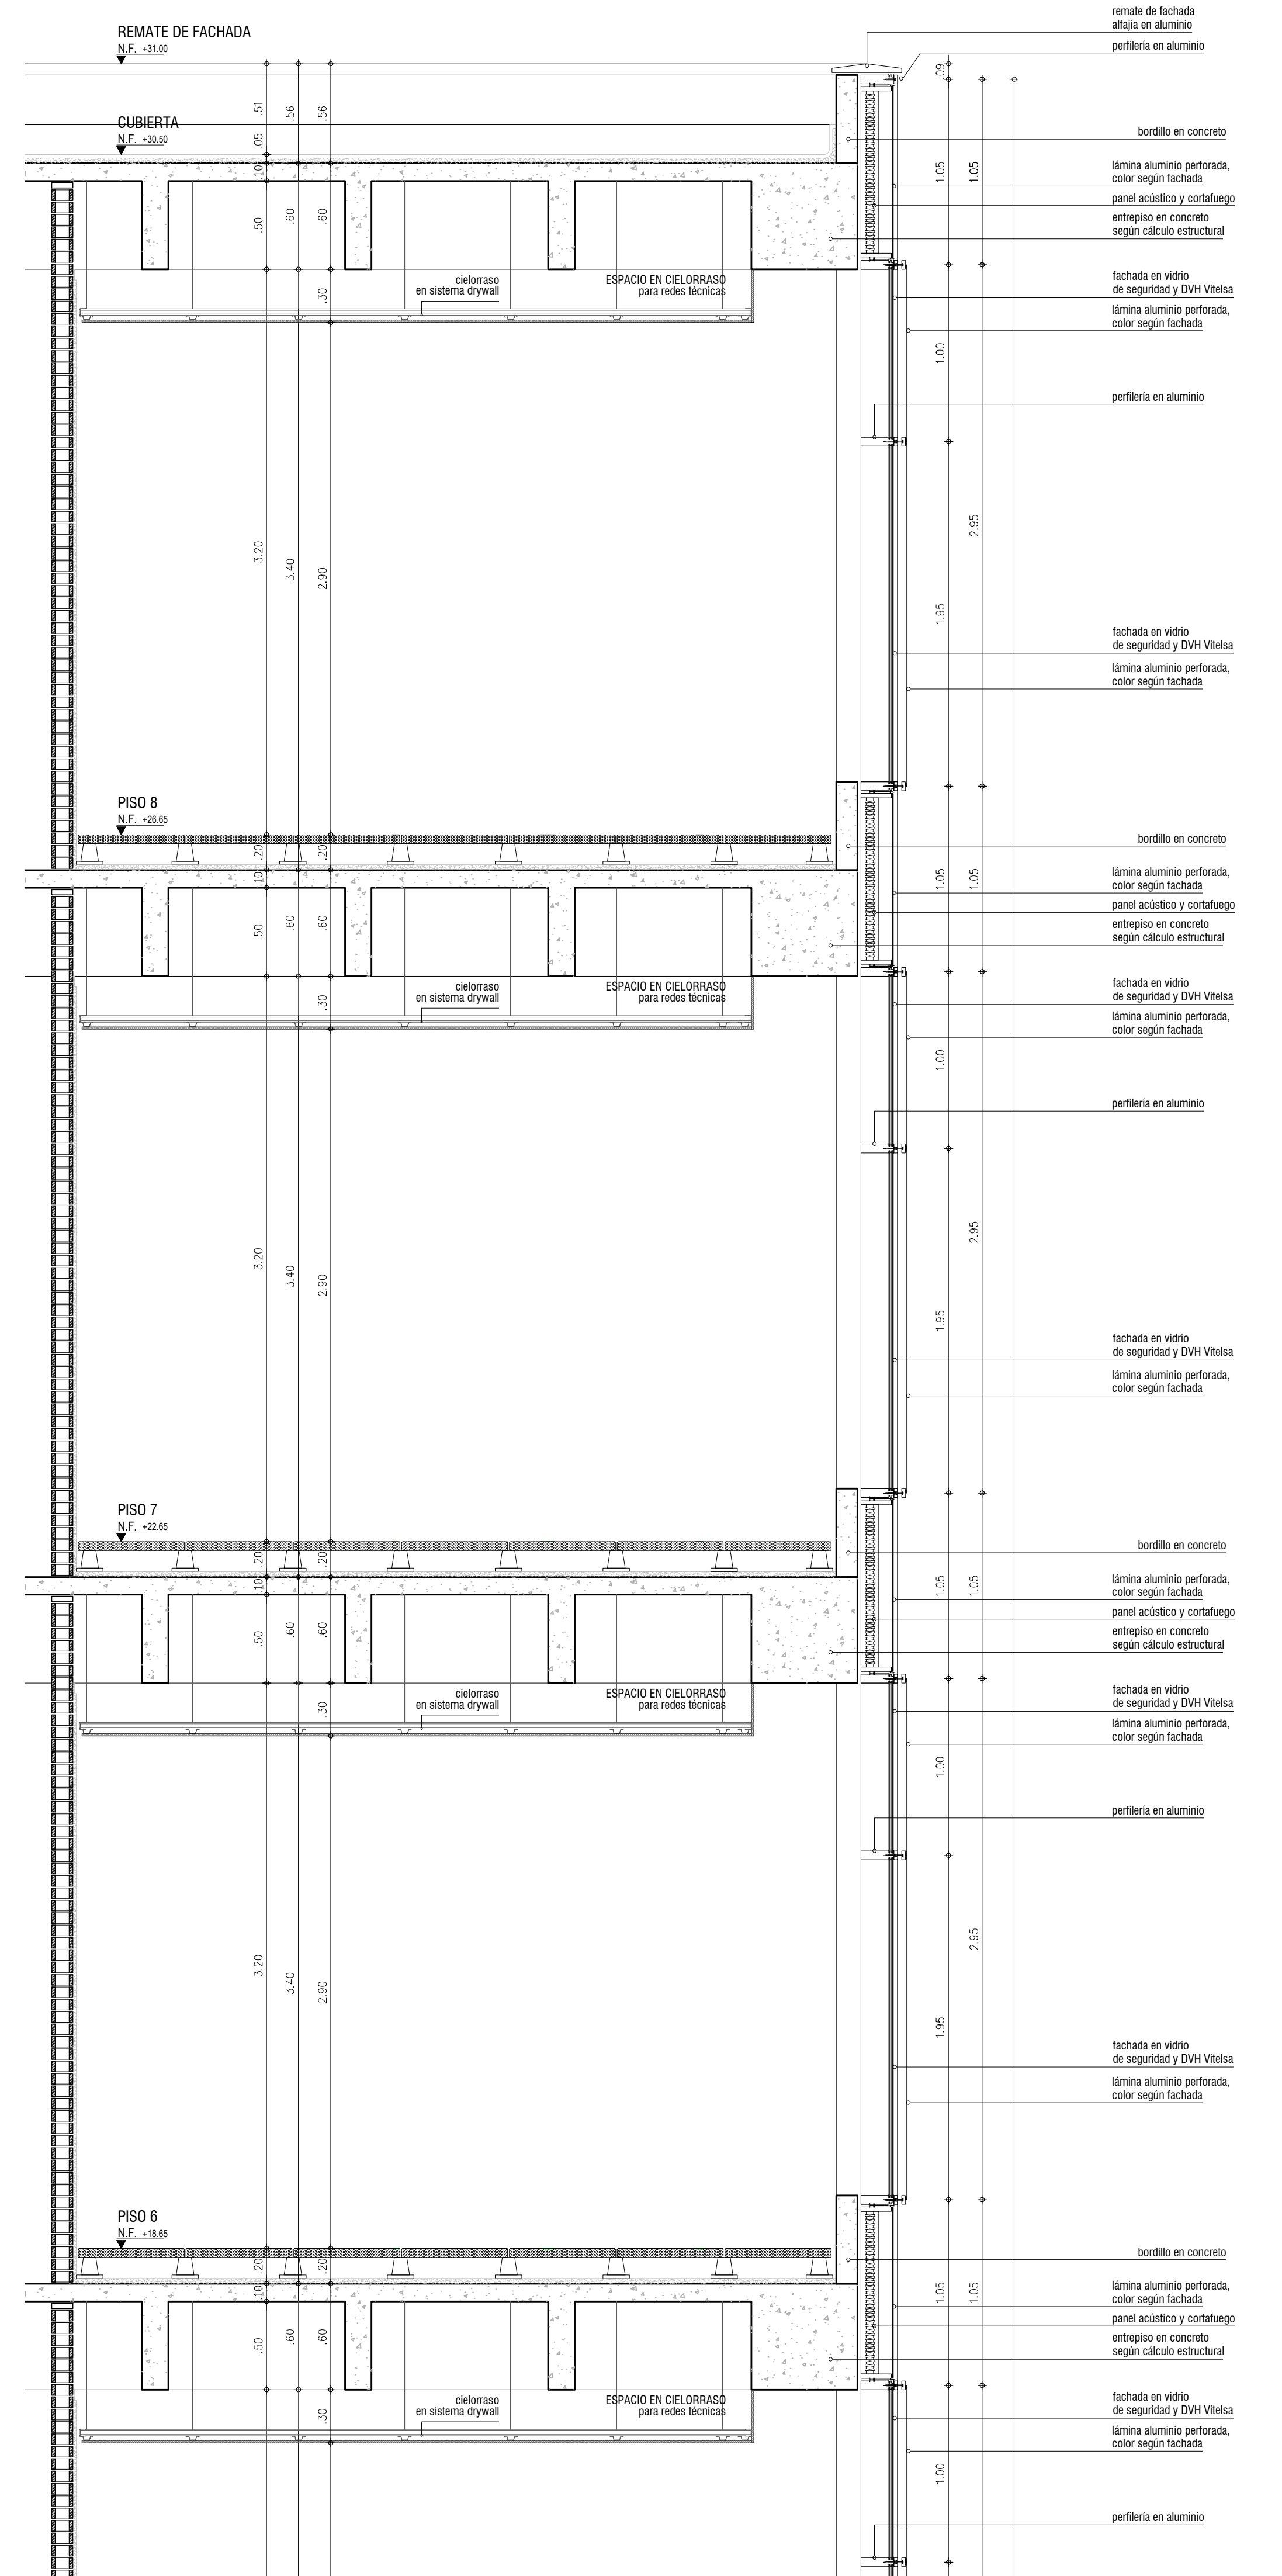 REMATE DE FACHADA
N.F. +31.00
remate de fachada
alfajia en aluminio
perfilería en aluminio
.09
.51
.56
.56
CUBIERTA
N.F. +30.50
.05
bordillo en concreto
.10
1.05
1.05
lámina aluminio perforada,
color según fachada
panel acústico y cortafuego
.50
.60
.60
entrepiso en concreto
según cálculo estructural
cielorraso
en sistema drywall
ESPACIO EN CIELORRASO
para redes técnicas
.30
fachada en vidrio
de seguridad y DVH Vitelsa
lámina aluminio perforada,
color según fachada
1.00
perfilería en aluminio
3.20
3.40
2.90
2.95
1.95
fachada en vidrio
de seguridad y DVH Vitelsa
lámina aluminio perforada,
color según fachada
PISO 8
N.F. +26.65
.20
.20
bordillo en concreto
.10
1.05
1.05
lámina aluminio perforada,
color según fachada
panel acústico y cortafuego
.50
.60
.60
entrepiso en concreto
según cálculo estructural
cielorraso
en sistema drywall
ESPACIO EN CIELORRASO
para redes técnicas
.30
fachada en vidrio
de seguridad y DVH Vitelsa
lámina aluminio perforada,
color según fachada
1.00
perfilería en aluminio
3.20
3.40
2.90
2.95
1.95
fachada en vidrio
de seguridad y DVH Vitelsa
lámina aluminio perforada,
color según fachada
PISO 7
N.F. +22.65
.20
.20
bordillo en concreto
.10
1.05
1.05
lámina aluminio perforada,
color según fachada
panel acústico y cortafuego
.50
.60
.60
entrepiso en concreto
según cálculo estructural
cielorraso
en sistema drywall
ESPACIO EN CIELORRASO
para redes técnicas
.30
fachada en vidrio
de seguridad y DVH Vitelsa
lámina aluminio perforada,
color según fachada
1.00
perfilería en aluminio
3.20
3.40
2.90
2.95
1.95
fachada en vidrio
de seguridad y DVH Vitelsa
lámina aluminio perforada,
color según fachada
PISO 6
N.F. +18.65
.20
.20
bordillo en concreto
.10
1.05
1.05
lámina aluminio perforada,
color según fachada
panel acústico y cortafuego
.50
.60
.60
entrepiso en concreto
según cálculo estructural
cielorraso
en sistema drywall
ESPACIO EN CIELORRASO
para redes técnicas
.30
fachada en vidrio
de seguridad y DVH Vitelsa
lámina aluminio perforada,
color según fachada
1.00
perfilería en aluminio